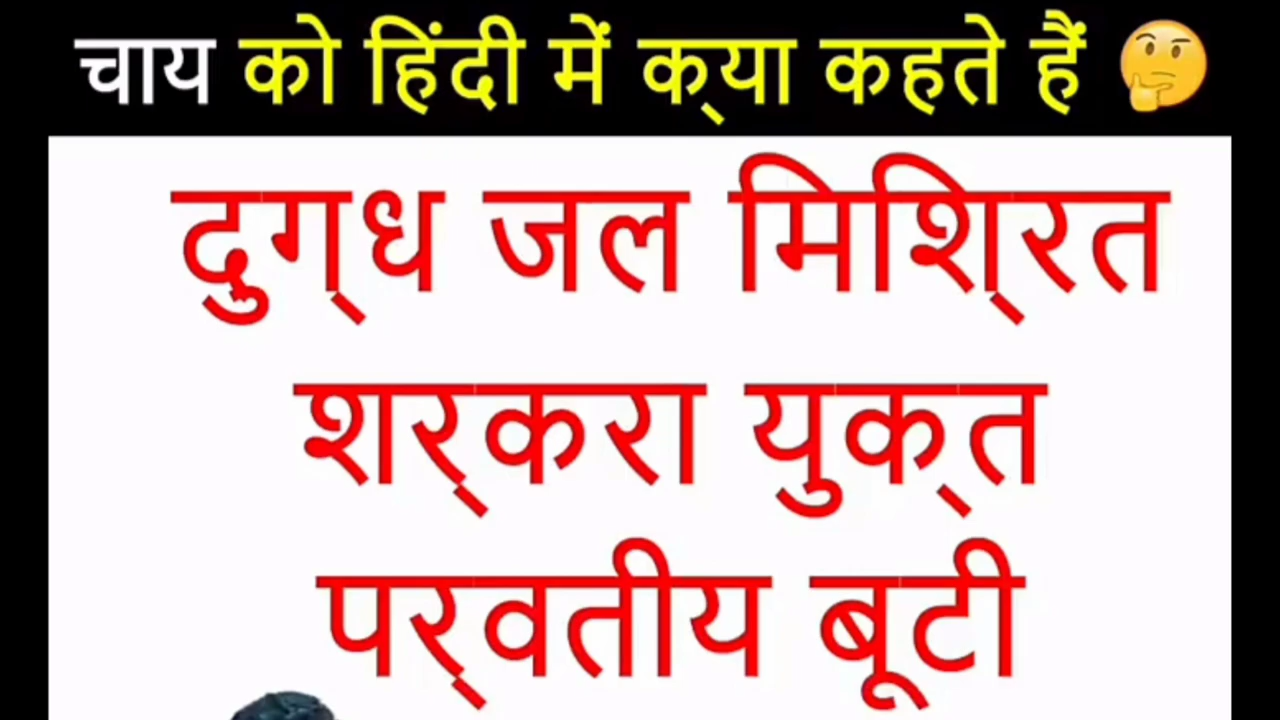 चाय को हिंदी में क्या कहते हैं 🤔
दुग्ध जल मिश्रित
शर्करा युक्त
पर्वतीय बूटी